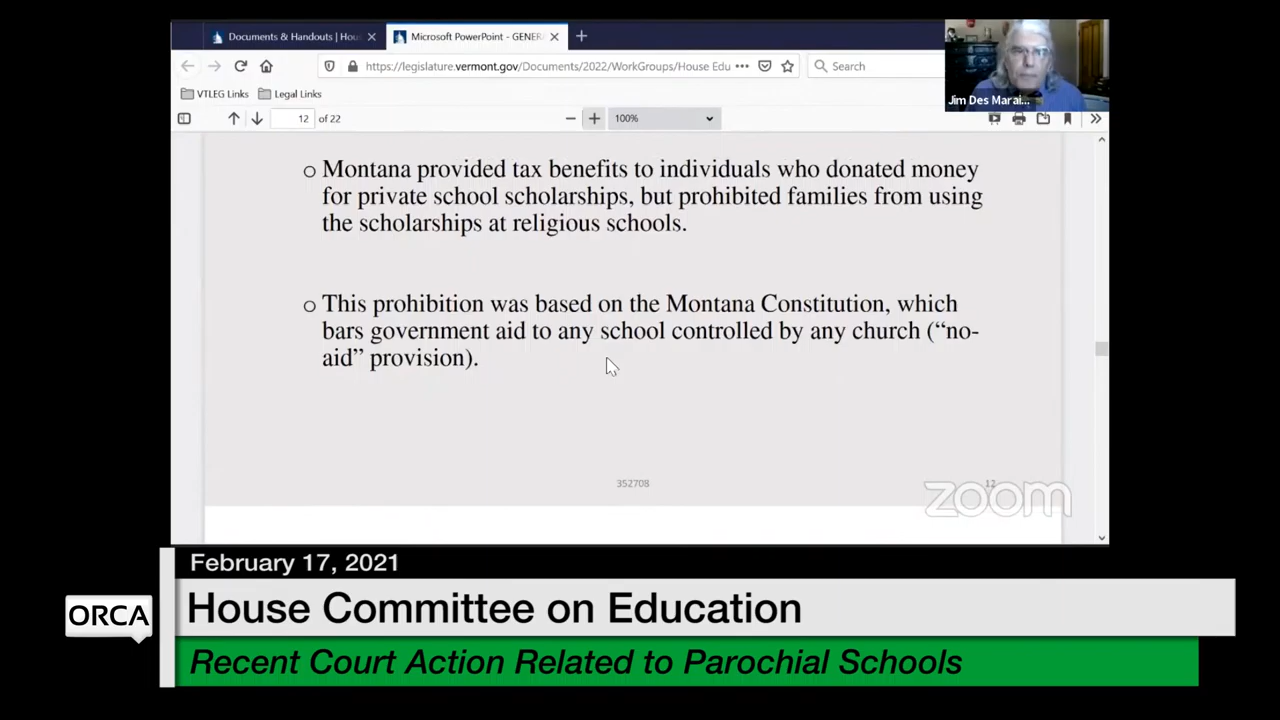 Documents & Handouts | Hou
Microsoft PowerPoint - GENERA
https://legislature.vermont.gov/Documents/2022/WorkGroups/House Edu
Search
Jim Des Marai...
VTLEG Links
Legal Links
12
of 22
100%
○ Montana provided tax benefits to individuals who donated money
for private school scholarships, but prohibited families from using
the scholarships at religious schools.
○ This prohibition was based on the Montana Constitution, which
bars government aid to any school controlled by any church (“no-
aid” provision).
352708
12
zoom
February 17, 2021
ORCA
House Committee on Education
Recent Court Action Related to Parochial Schools